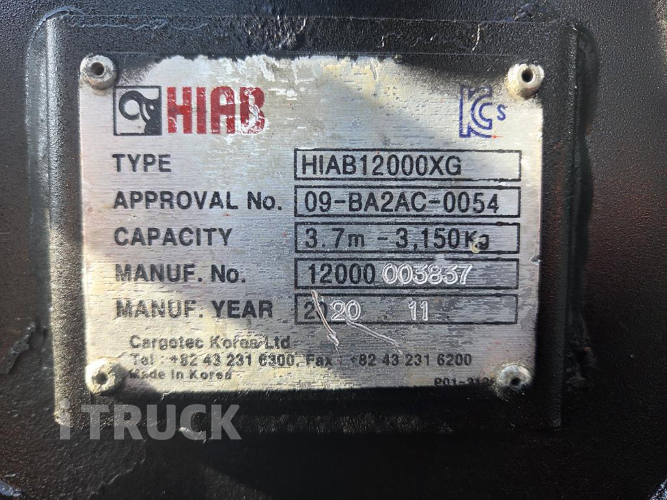 HIAB
KCs
TYPE HIAB12000XG
APPROVAL No. 09-BA2AC-0054
CAPACITY 3.7m - 3,150Kg
MANUF. No. 12000 003837
MANUF. YEAR 2020 11
Cargotec Korea Ltd
Tel : +82 43 231 6300, Fax : +82 43 231 6200
Made in Korea
TRUCK